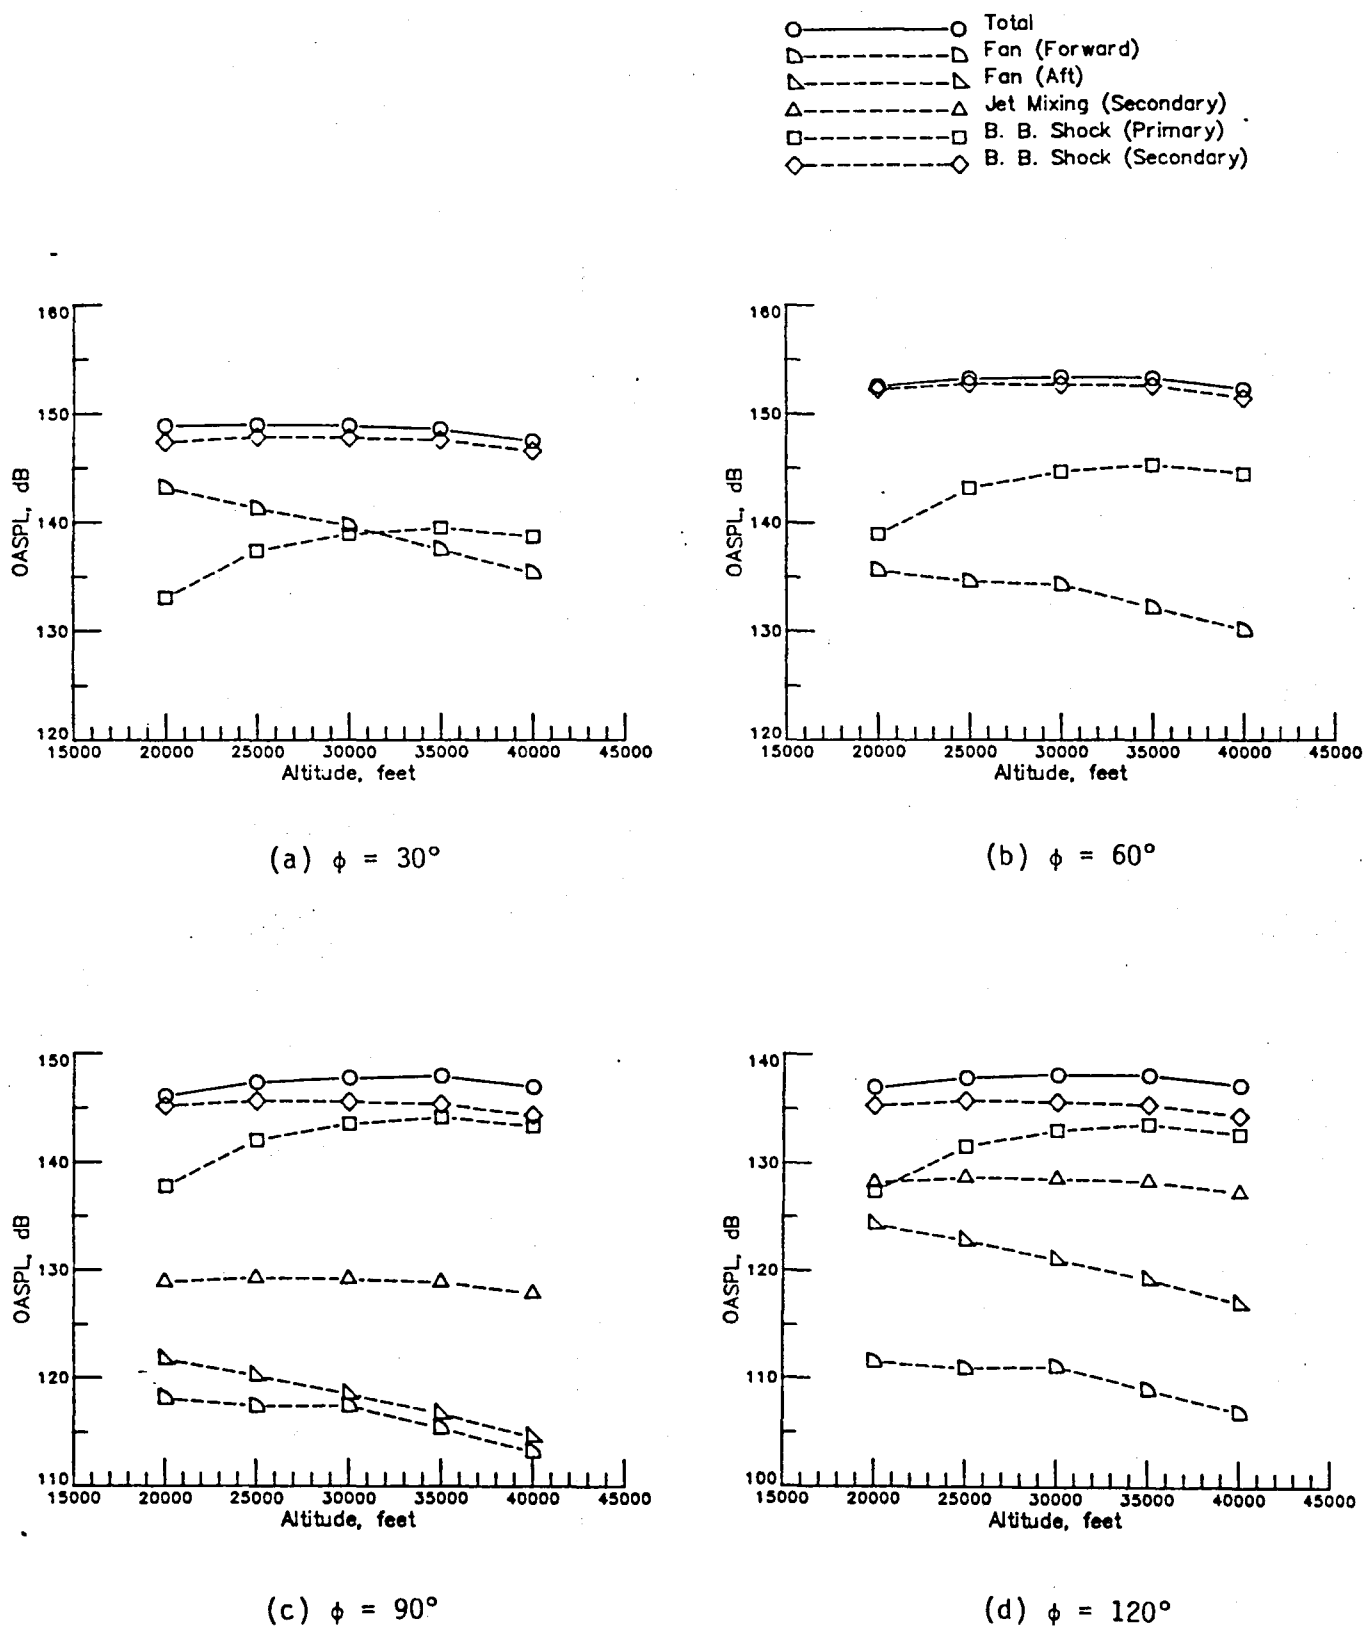 Total
Fan (Forward)
Fan (Aft)
Jet Mixing (Secondary)
B. B. Shock (Primary)
B. B. Shock (Secondary)
160
150
140
130
120
OASPL, dB
15000 20000 25000 30000 35000 40000 45000
Altitude, feet
(a) ϕ = 30°
160
150
140
130
120
OASPL, dB
15000 20000 25000 30000 35000 40000 45000
Altitude, feet
(b) ϕ = 60°
150
140
130
120
110
OASPL, dB
15000 20000 25000 30000 35000 40000 45000
Altitude, feet
(c) ϕ = 90°
140
130
120
110
100
OASPL, dB
15000 20000 25000 30000 35000 40000 45000
Altitude, feet
(d) ϕ = 120°